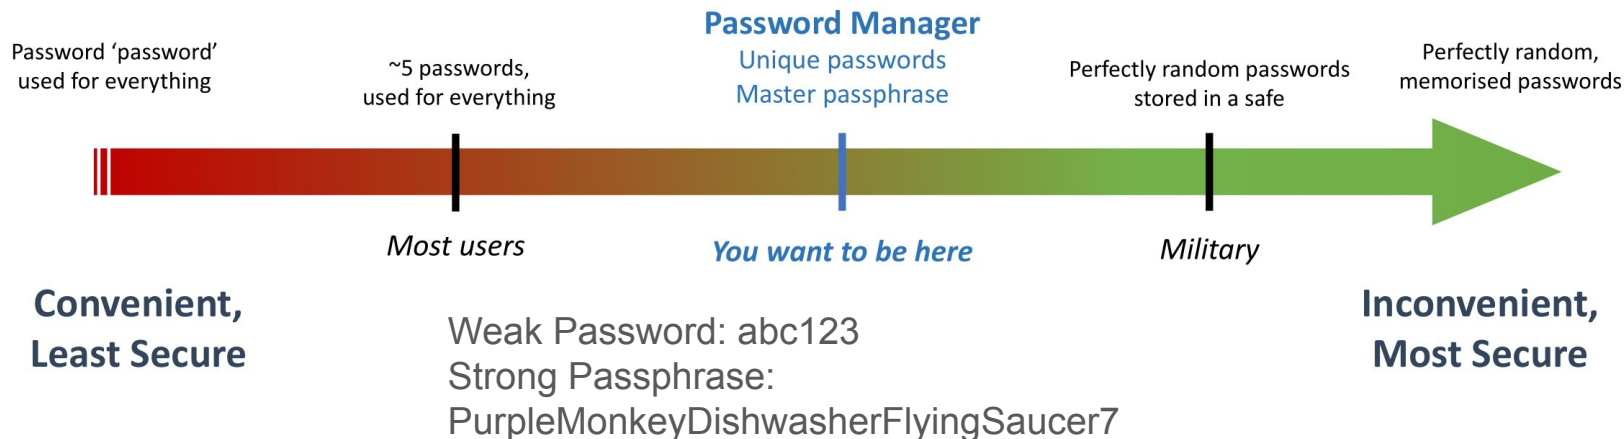 Password Manager
Unique passwords
Master passphrase
Password ‘password’
used for everything
~5 passwords,
used for everything
Perfectly random passwords
stored in a safe
Perfectly random,
memorised passwords
Most users
You want to be here
Military
Convenient,
Least Secure
Inconvenient,
Most Secure
Weak Password: abc123
Strong Passphrase:
PurpleMonkeyDishwasherFlyingSaucer7